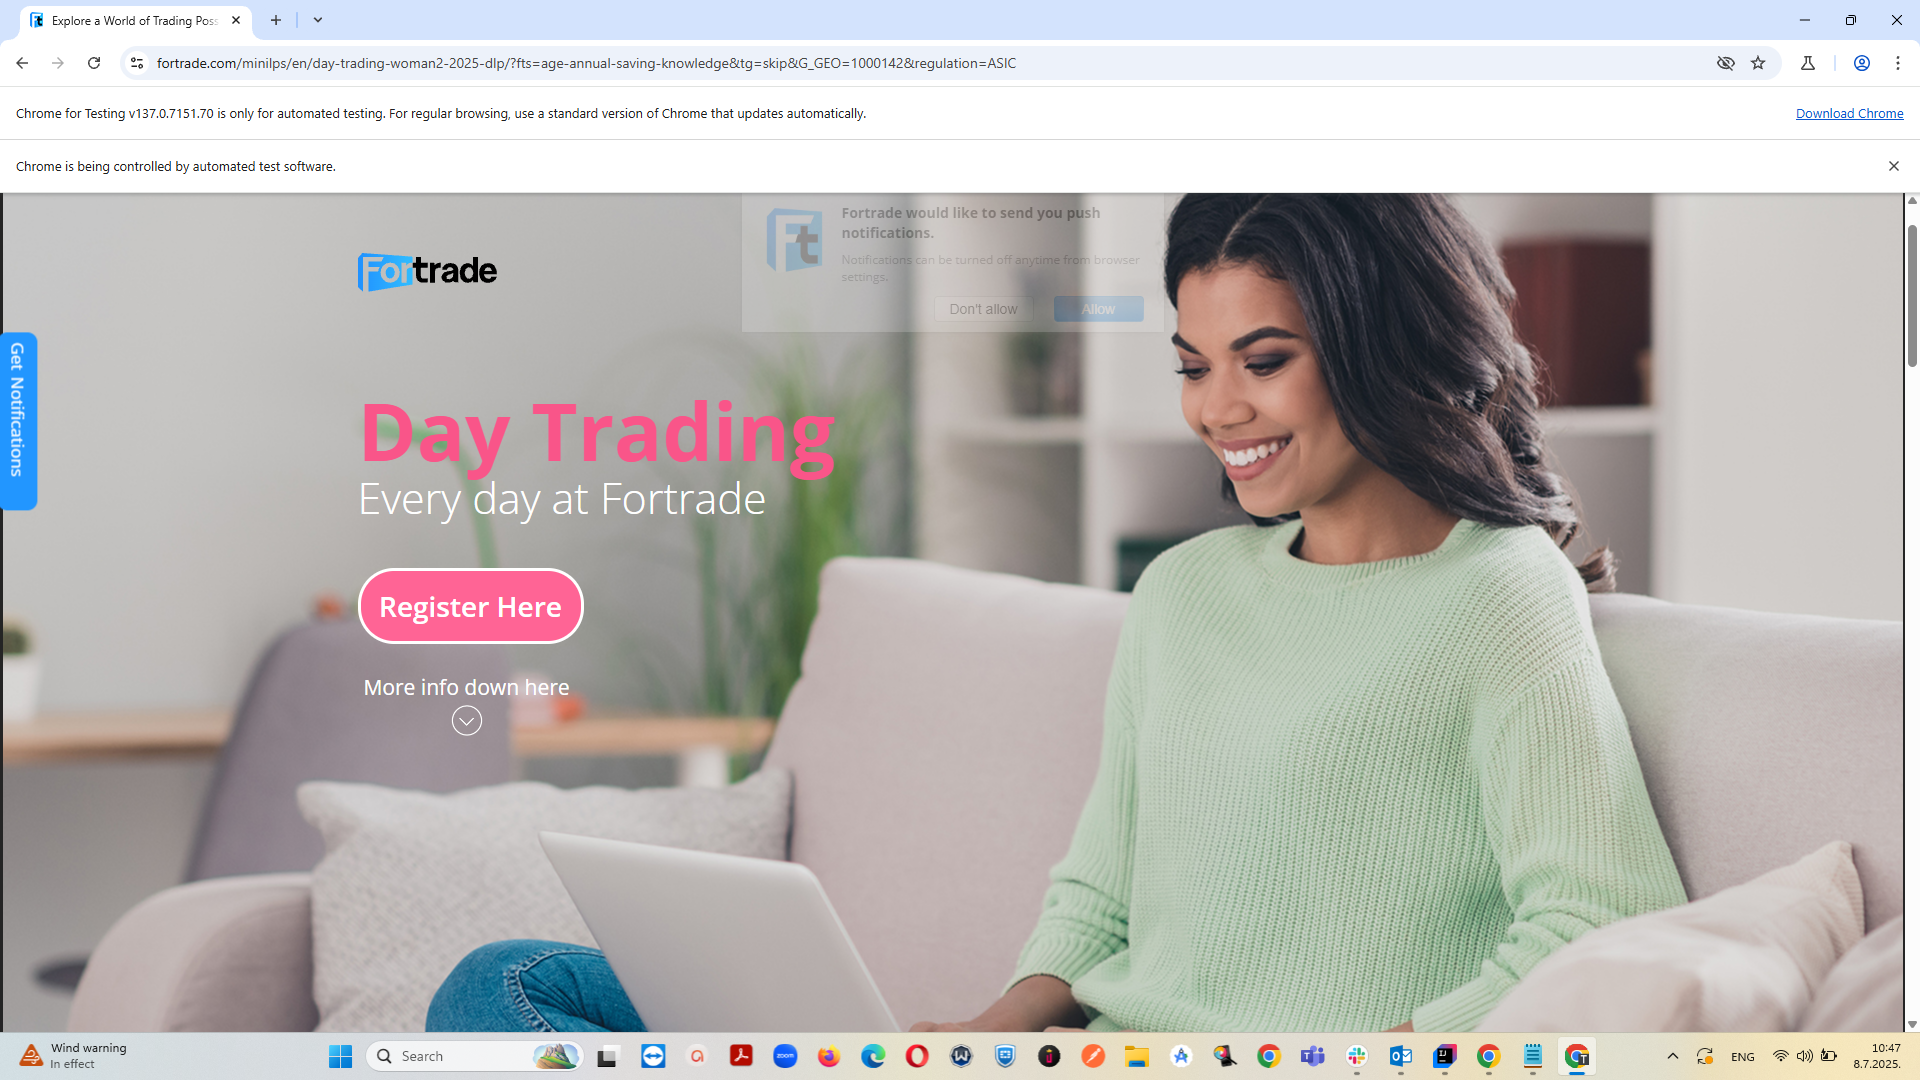 Explore a World of Trading Poss
fortrade.com/minilps/en/day-trading-woman2-2025-dlp/?fts=age-annual-saving-knowledge&tg=skip&G_GEO=1000142&regulation=ASIC
Chrome for Testing v137.0.7151.70 is only for automated testing. For regular browsing, use a standard version of Chrome that updates automatically.
Download Chrome
Chrome is being controlled by automated test software.
Ft
Fortrade would like to send you push
notifications.
Notifications can be turned off anytime from browser
settings.
Don't allow
Allow
Fortrade
Get Notifications
Day Trading
Every day at Fortrade
Register Here
More info down here
Wind warning
In effect
Search
zoom
ENG
10:47
8.7.2025.